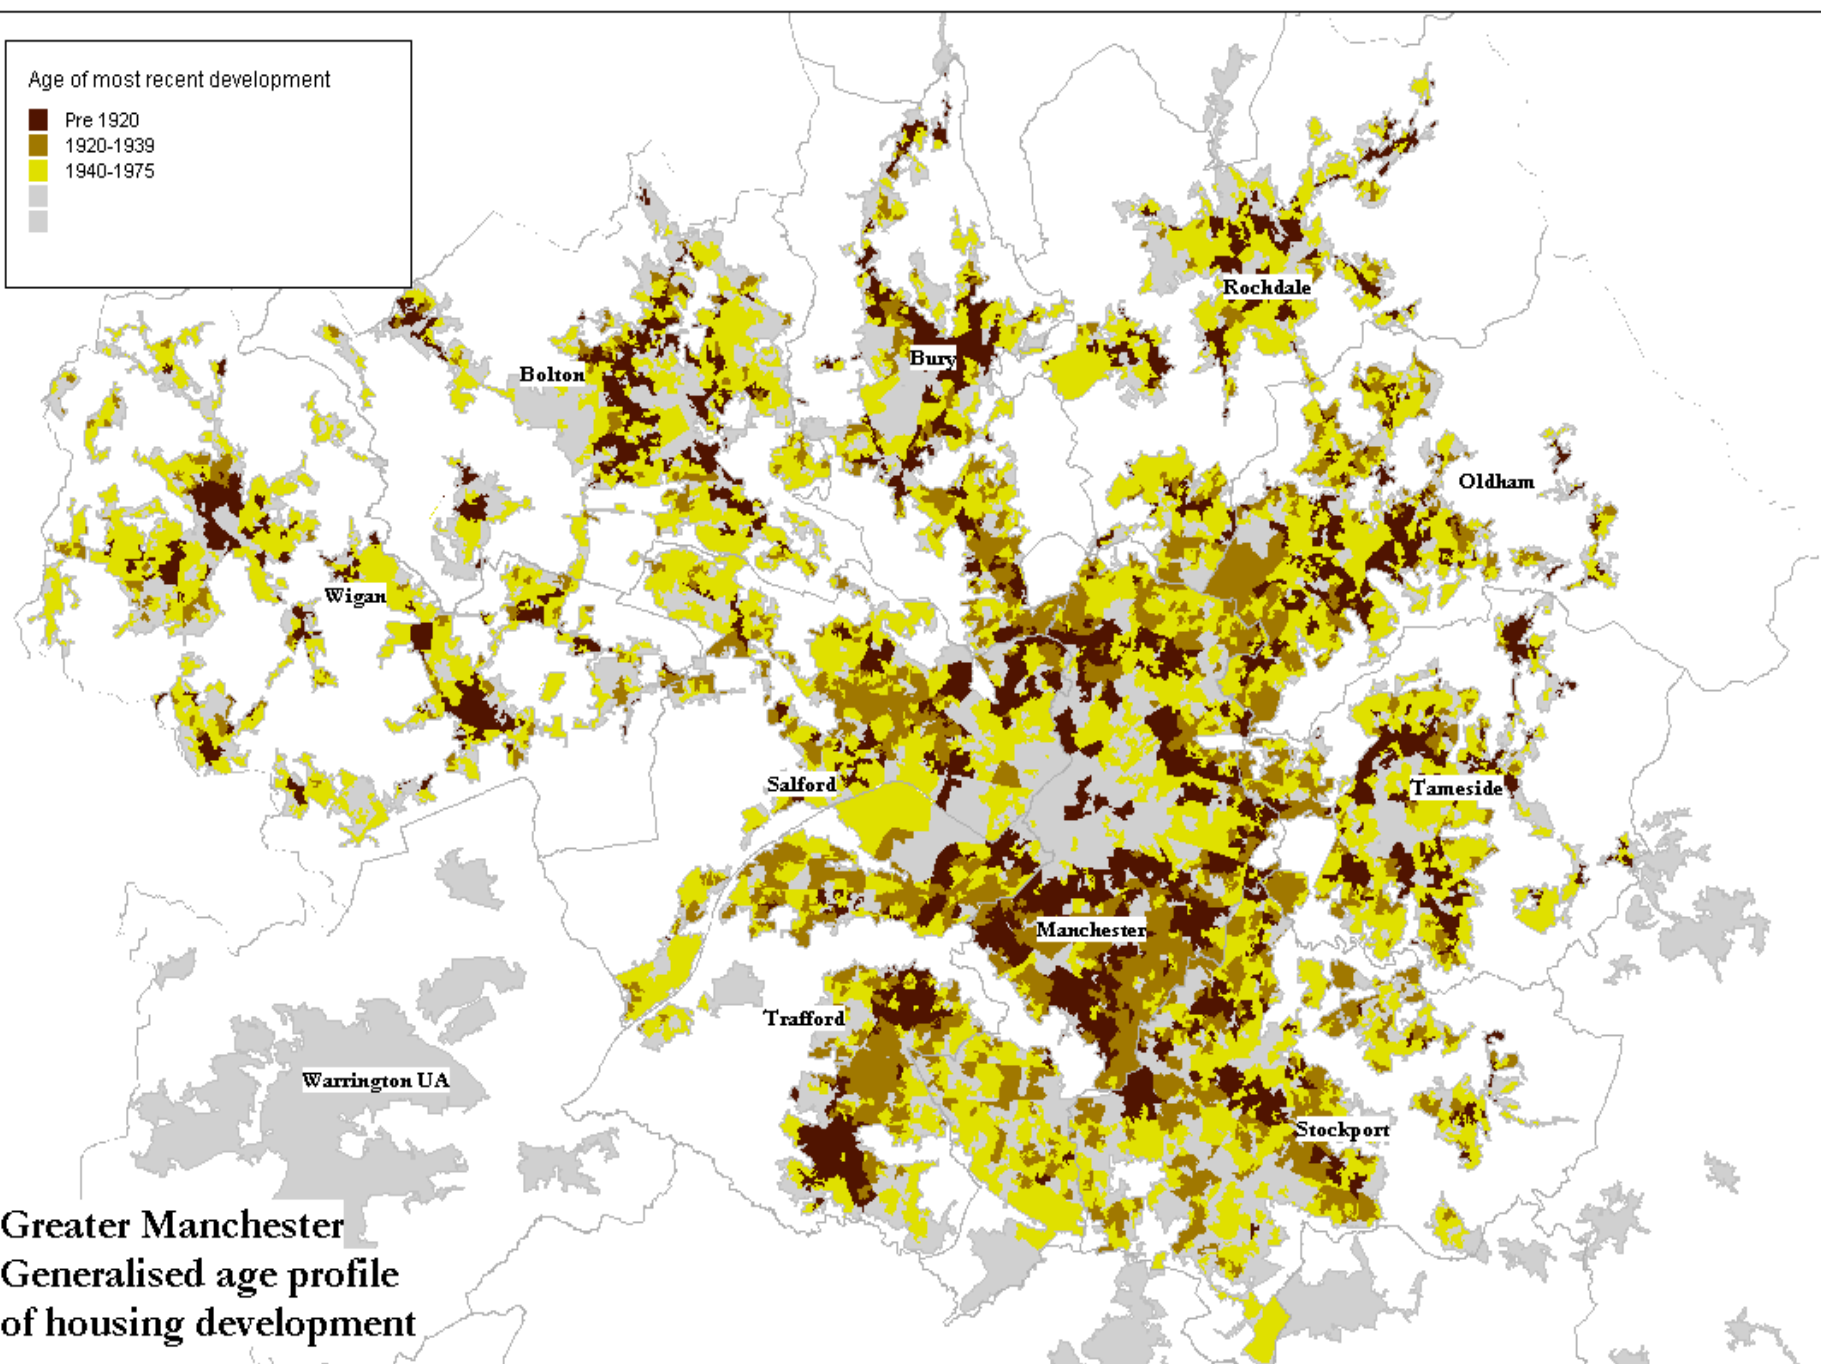 Age of most recent development
Pre 1920
1920-1939
1940-1975
Rochdale
Bury
Bolton
Oldham
Wigan
Salford
Tameside
Manchester
Trafford
Warrington UA
Stockport
Greater Manchester
Generalised age profile
of housing development